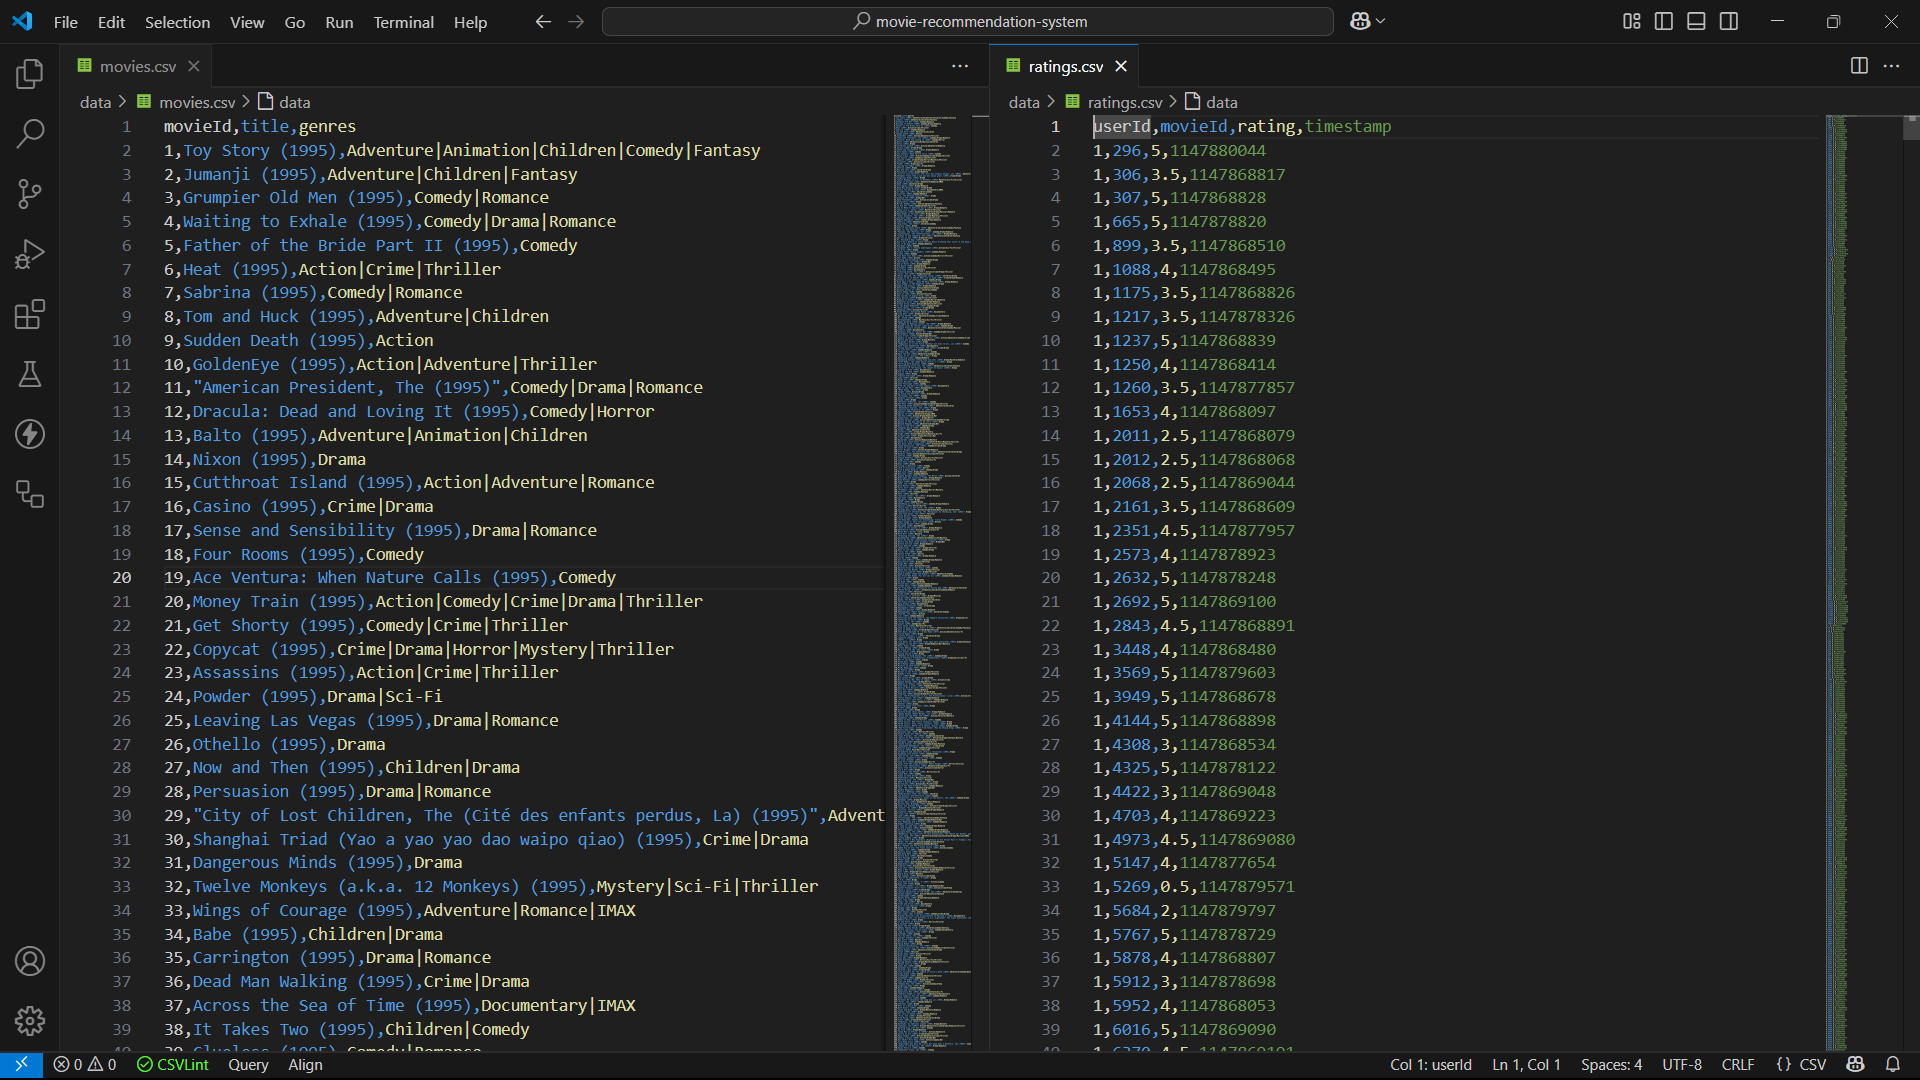 File Edit Selection View Go Run Terminal Help movie-recommendation-system
movies.csv
data > movies.csv > data
1 movieId,title,genres
2 1,Toy Story (1995),Adventure|Animation|Children|Comedy|Fantasy
3 2,Jumanji (1995),Adventure|Children|Fantasy
4 3,Grumpier Old Men (1995),Comedy|Romance
5 4,Waiting to Exhale (1995),Comedy|Drama|Romance
6 5,Father of the Bride Part II (1995),Comedy
7 6,Heat (1995),Action|Crime|Thriller
8 7,Sabrina (1995),Comedy|Romance
9 8,Tom and Huck (1995),Adventure|Children
10 9,Sudden Death (1995),Action
11 10,GoldenEye (1995),Action|Adventure|Thriller
12 11,"American President, The (1995)",Comedy|Drama|Romance
13 12,Dracula: Dead and Loving It (1995),Comedy|Horror
14 13,Balto (1995),Adventure|Animation|Children
15 14,Nixon (1995),Drama
16 15,Cutthroat Island (1995),Action|Adventure|Romance
17 16,Casino (1995),Crime|Drama
18 17,Sense and Sensibility (1995),Drama|Romance
19 18,Four Rooms (1995),Comedy
20 19,Ace Ventura: When Nature Calls (1995),Comedy
21 20,Money Train (1995),Action|Comedy|Crime|Drama|Thriller
22 21,Get Shorty (1995),Comedy|Crime|Thriller
23 22,Copycat (1995),Crime|Drama|Horror|Mystery|Thriller
24 23,Assassins (1995),Action|Crime|Thriller
25 24,Powder (1995),Drama|Sci-Fi
26 25,Leaving Las Vegas (1995),Drama|Romance
27 26,Othello (1995),Drama
28 27,Now and Then (1995),Children|Drama
29 28,Persuasion (1995),Drama|Romance
30 29,"City of Lost Children, The (Cité des enfants perdus, La) (1995)",Advent
31 30,Shanghai Triad (Yao a yao yao dao waipo qiao) (1995),Crime|Drama
32 31,Dangerous Minds (1995),Drama
33 32,Twelve Monkeys (a.k.a. 12 Monkeys) (1995),Mystery|Sci-Fi|Thriller
34 33,Wings of Courage (1995),Adventure|Romance|IMAX
35 34,Babe (1995),Children|Drama
36 35,Carrington (1995),Drama|Romance
37 36,Dead Man Walking (1995),Crime|Drama
38 37,Across the Sea of Time (1995),Documentary|IMAX
39 38,It Takes Two (1995),Children|Comedy
40 39,Clueless (1995),Comedy|Romance
ratings.csv
data > ratings.csv > data
1 userId,movieId,rating,timestamp
2 1,296,5,1147880044
3 1,306,3.5,1147868817
4 1,307,5,1147868828
5 1,665,5,1147878820
6 1,899,3.5,1147868510
7 1,1088,4,1147868495
8 1,1175,3.5,1147868826
9 1,1217,3.5,1147878326
10 1,1237,5,1147868839
11 1,1250,4,1147868414
12 1,1260,3.5,1147877857
13 1,1653,4,1147868097
14 1,2011,2.5,1147868079
15 1,2012,2.5,1147868068
16 1,2068,2.5,1147869044
17 1,2161,3.5,1147868609
18 1,2351,4.5,1147877957
19 1,2573,4,1147878923
20 1,2632,5,1147878248
21 1,2692,5,1147869100
22 1,2843,4.5,1147868891
23 1,3448,4,1147868480
24 1,3569,5,1147879603
25 1,3949,5,1147868678
26 1,4144,5,1147868898
27 1,4308,3,1147868534
28 1,4325,5,1147878122
29 1,4422,3,1147869048
30 1,4703,4,1147869223
31 1,4973,4.5,1147869080
32 1,5147,4,1147877654
33 1,5269,0.5,1147879571
34 1,5684,2,1147879797
35 1,5767,5,1147878729
36 1,5878,4,1147868807
37 1,5912,3,1147878698
38 1,5952,4,1147868053
39 1,6016,5,1147869090
40 1,6370,4.5,1147869191
0 0 CSVLint Query Align Col 1: userId Ln 1, Col 1 Spaces: 4 UTF-8 CRLF {} CSV